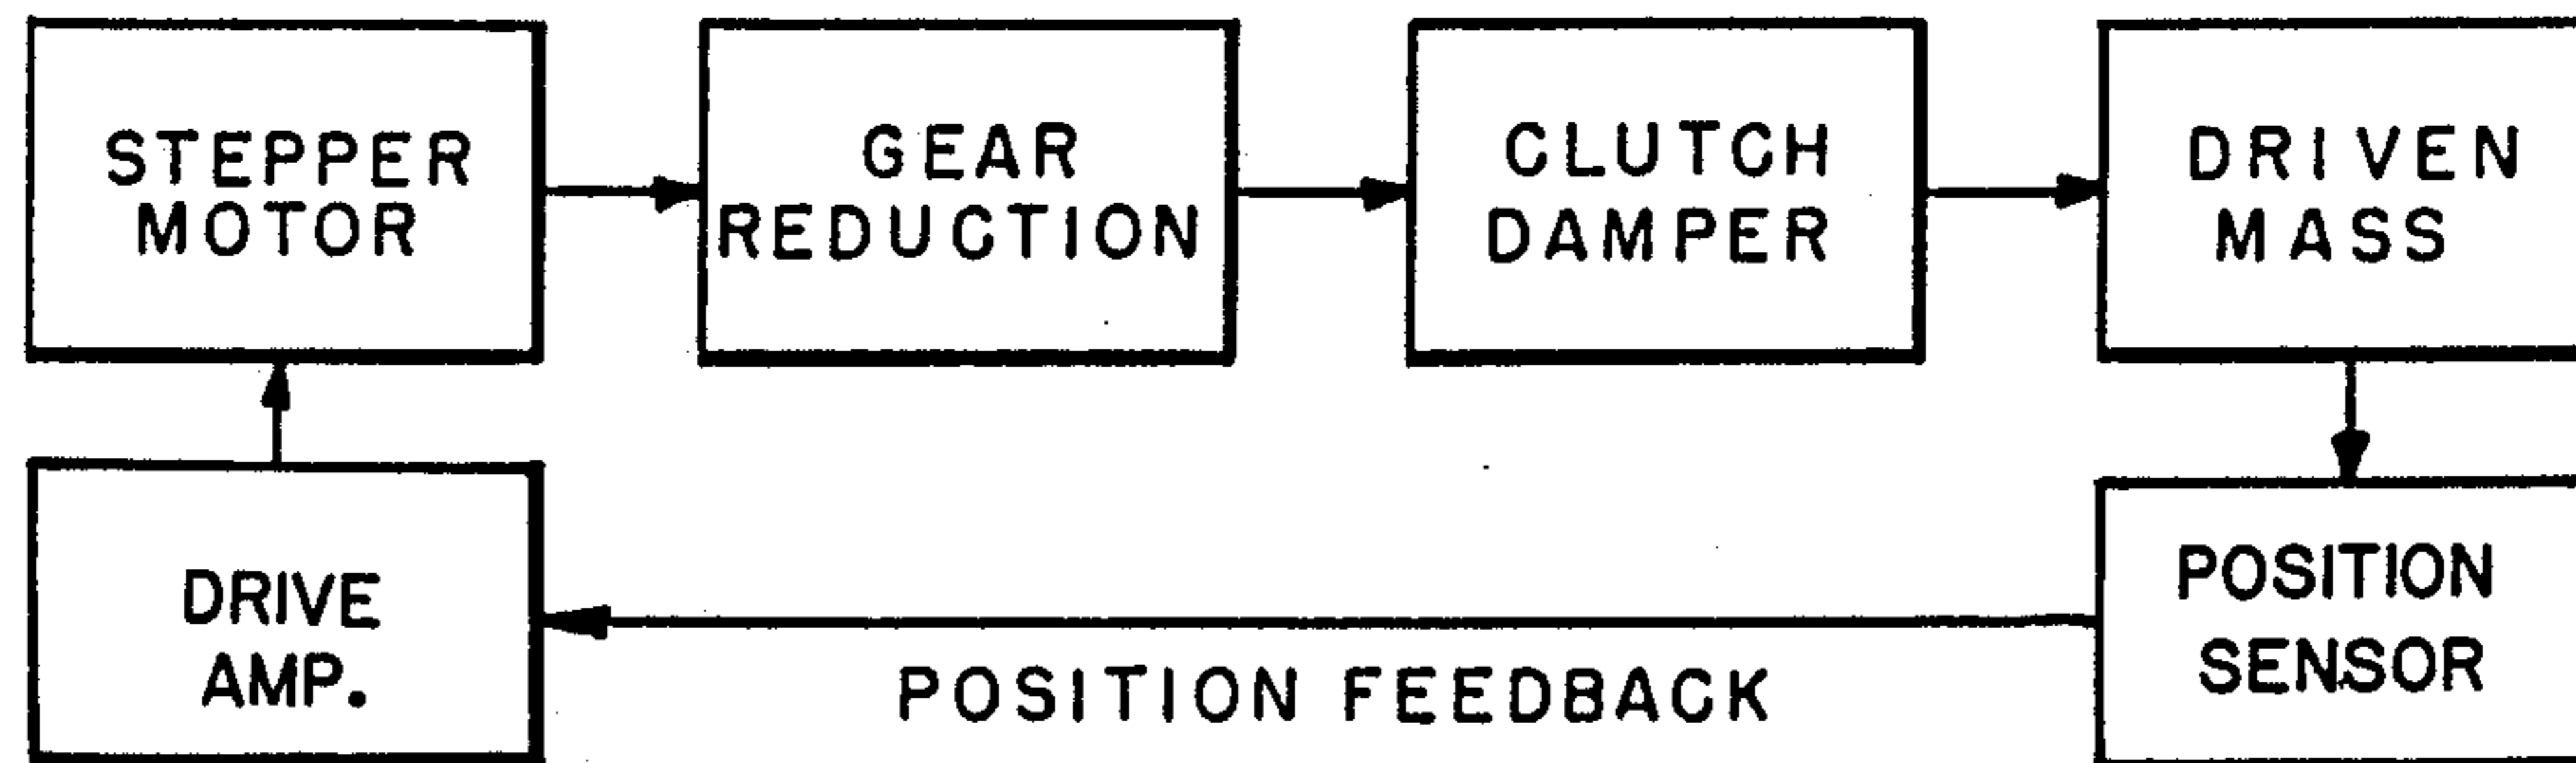 STEPPER
MOTOR
GEAR
REDUCTION
CLUTCH
DAMPER
DRIVEN
MASS
DRIVE
AMP.
POSITION FEEDBACK
POSITION
SENSOR